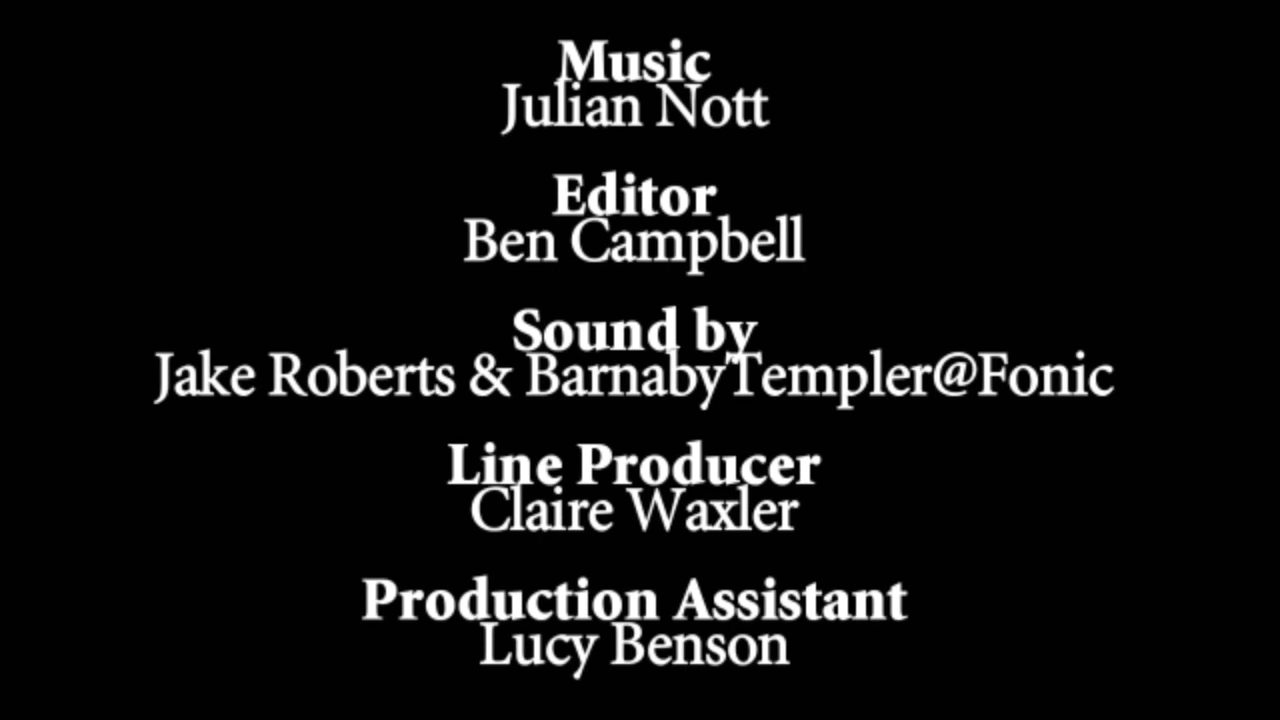 Music
Julian Nott
Editor
Ben Campbell
Sound by
Jake Roberts & BarnabyTempler@Fonic
Line Producer
Claire Waxler
Production Assistant
Lucy Benson